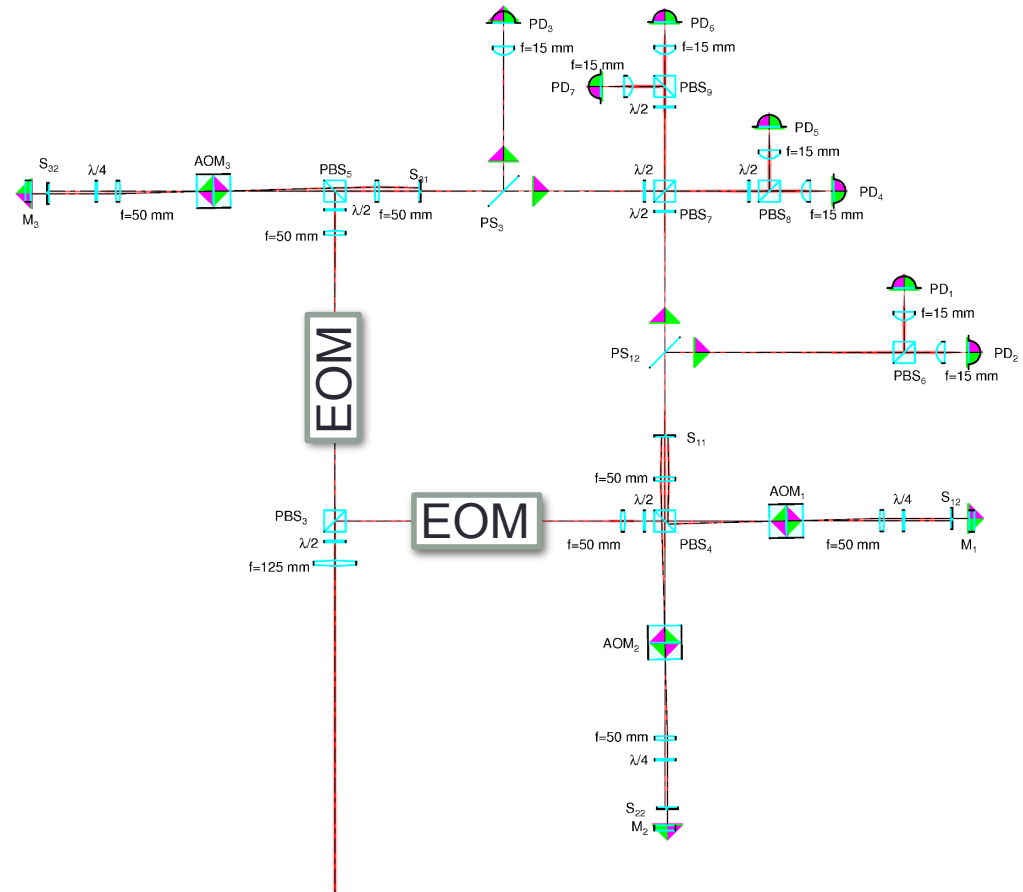 PD3
f=15 mm
PD6
f=15 mm
f=15 mm
PD7
PBS9
λ/2
PD5
f=15 mm
S32
λ/4
AOM3
PBS5
S31
M3
f=50 mm
λ/2
f=50 mm
f=50 mm
PS3
λ/2
λ/2
PBS7
λ/2
PBS8
PD4
f=15 mm
EOM
PD1
f=15 mm
PS12
PBS6
PD2
f=15 mm
S11
f=50 mm
PBS3
λ/2
f=125 mm
EOM
f=50 mm
λ/2
PBS4
AOM1
f=50 mm
λ/4
S12
M1
AOM2
f=50 mm
λ/4
S22
M2